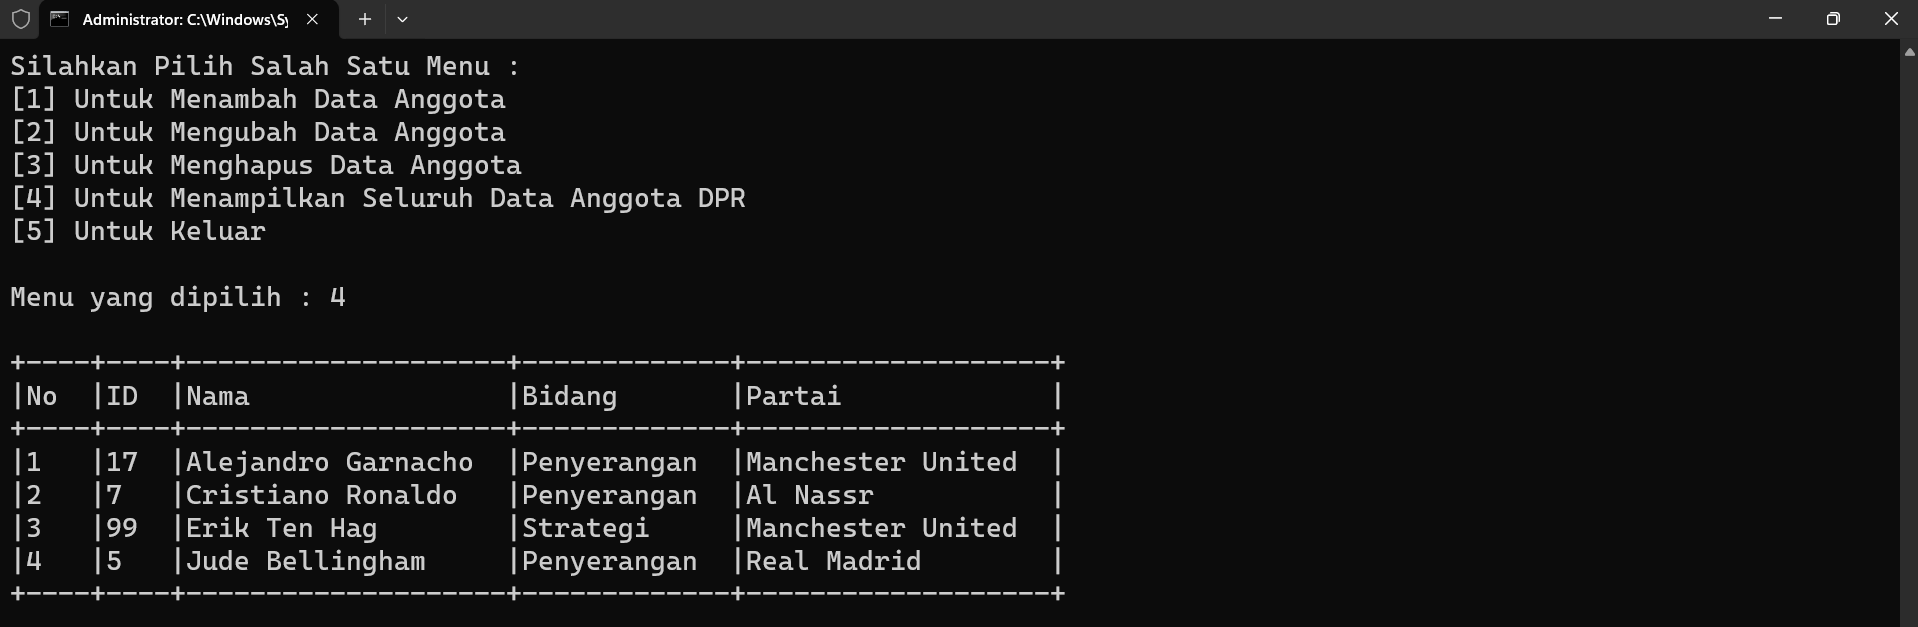 Administrator: C:\Windows\Sy
Silahkan Pilih Salah Satu Menu :
[1] Untuk Menambah Data Anggota
[2] Untuk Mengubah Data Anggota
[3] Untuk Menghapus Data Anggota
[4] Untuk Menampilkan Seluruh Data Anggota DPR
[5] Untuk Keluar

Menu yang dipilih : 4

+----+----+--------------------+-------------+-------------------+
|No  |ID  |Nama                |Bidang       |Partai             |
+----+----+--------------------+-------------+-------------------+
|1   |17  |Alejandro Garnacho  |Penyerangan  |Manchester United  |
|2   |7   |Cristiano Ronaldo   |Penyerangan  |Al Nassr           |
|3   |99  |Erik Ten Hag        |Strategi     |Manchester United  |
|4   |5   |Jude Bellingham     |Penyerangan  |Real Madrid        |
+----+----+--------------------+-------------+-------------------+